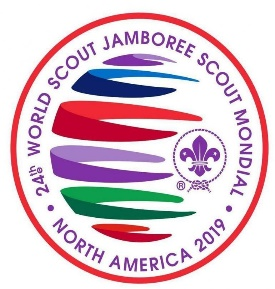 24th WORLD SCOUT JAMBOREE SCOUT MONDIAL
NORTH AMERICA 2019
®